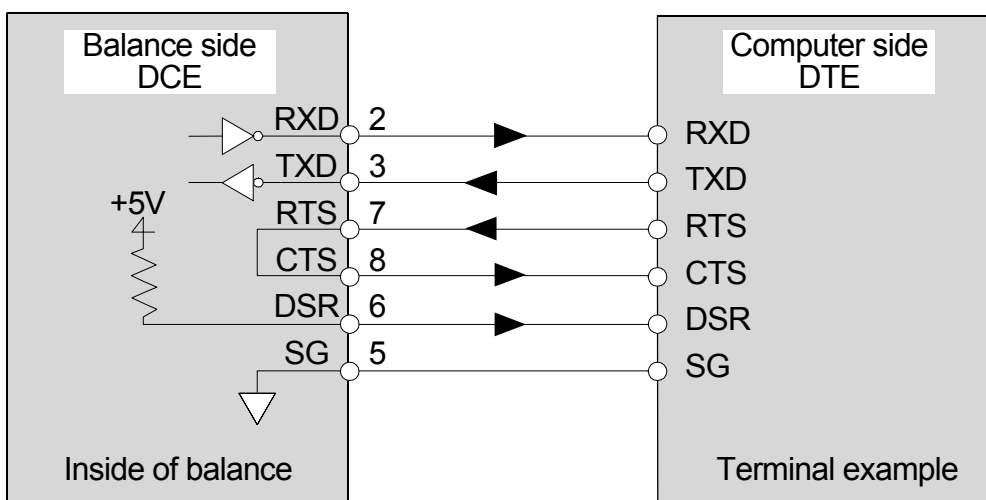 Balance side
DCE
Computer side
DTE
RXD 2 RXD
TXD 3 TXD
+5V
RTS 7 RTS
CTS 8 CTS
DSR 6 DSR
SG 5 SG
Inside of balance
Terminal example